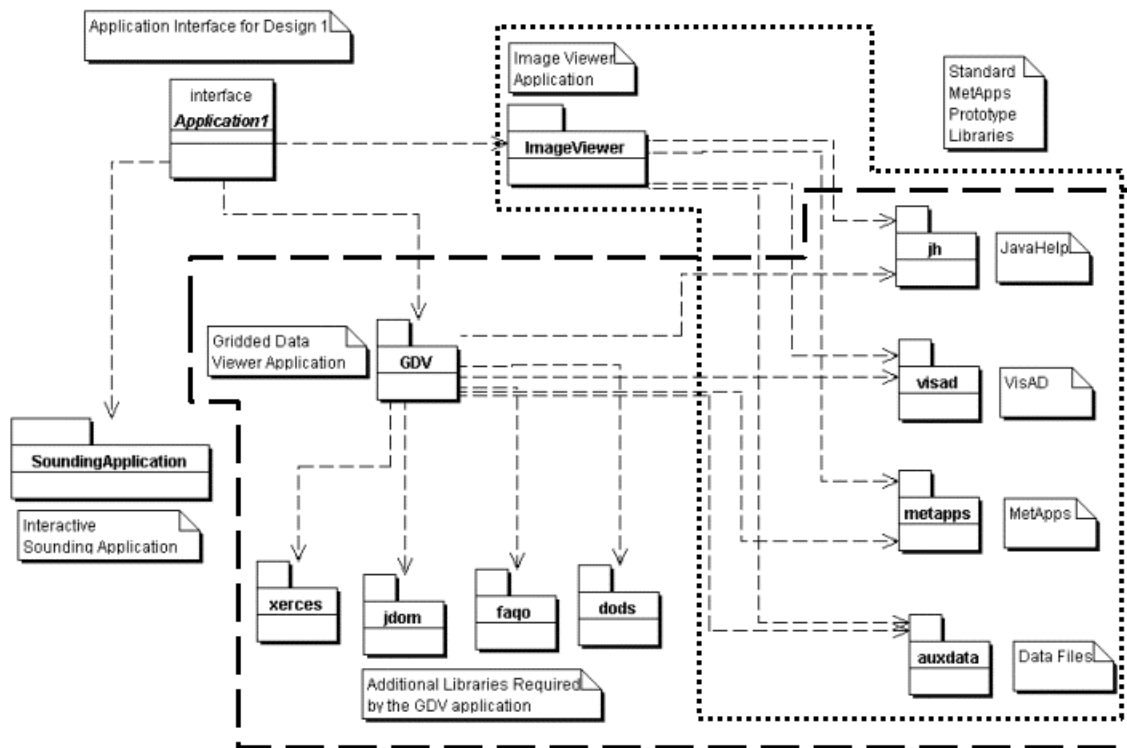 Application Interface for Design 1
interface
Application1
Image Viewer
Application
ImageViewer
Standard
MetApps
Prototype
Libraries
jh
JavaHelp
Gridded Data
Viewer Application
GDV
visad
VisAD
SoundingApplication
Interactive
Sounding Application
metapps
MetApps
xerces
jdom
faqo
dods
auxdata
Data Files
Additional Libraries Required
by the GDV application